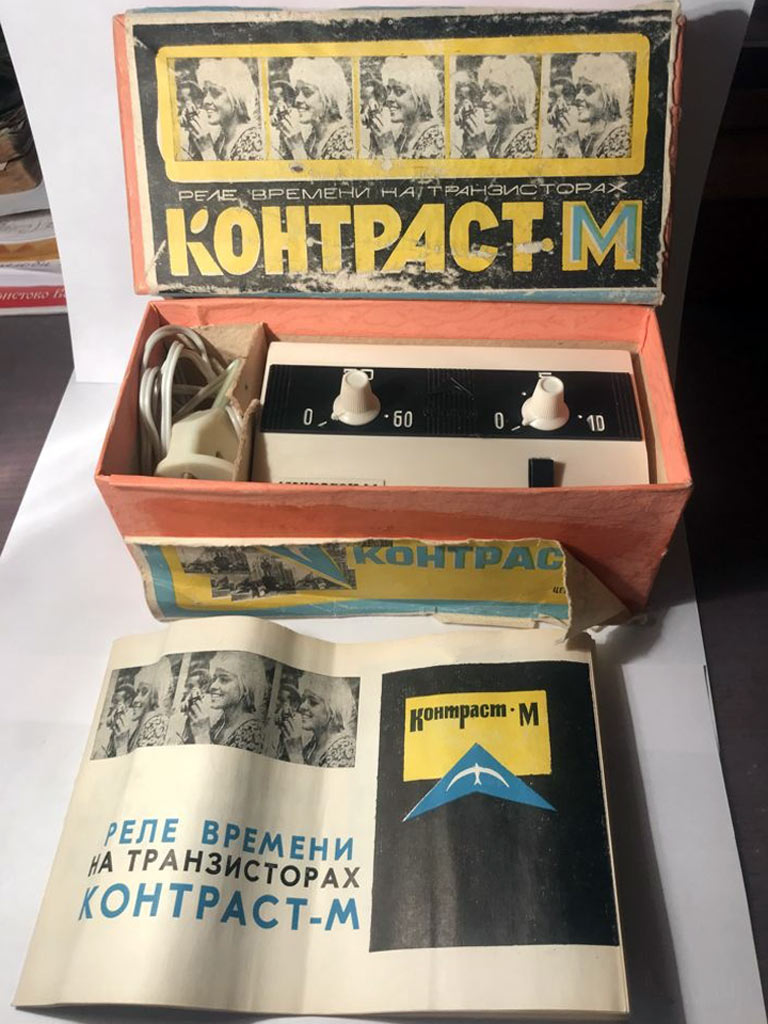 РЕЛЕ ВРЕМЕНИ НА ТРАНЗИСТОРАХ
КОНТРАСТ-М
0 60 0 10
КОНТРАС
Контраст·М
РЕЛЕ ВРЕМЕНИ
НА ТРАНЗИСТОРАХ
КОНТРАСТ-М